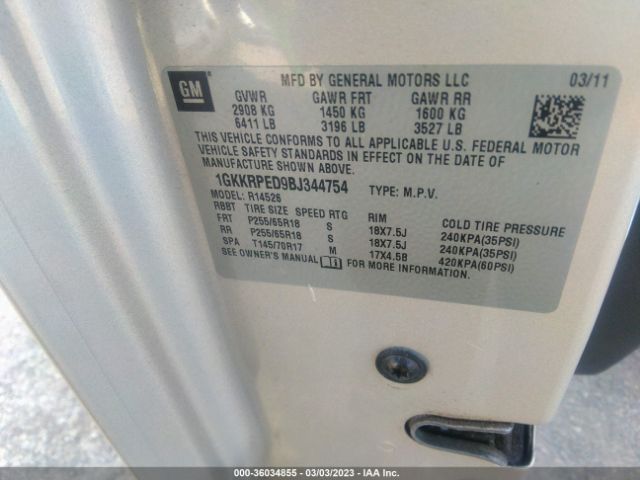 GM
MFD BY GENERAL MOTORS LLC 03/11
GVWR GAWR FRT GAWR RR
2908 KG 1450 KG 1600 KG
6411 LB 3196 LB 3527 LB
THIS VEHICLE CONFORMS TO ALL APPLICABLE U.S. FEDERAL MOTOR
VEHICLE SAFETY STANDARDS IN EFFECT ON THE DATE OF
MANUFACTURE SHOWN ABOVE.
1GKKRPED9BJ344754 TYPE: M.P.V.
MODEL: R14526
RBBT TIRE SIZE SPEED RTG RIM COLD TIRE PRESSURE
FRT P255/65R18 S 18X7.5J 240KPA(35PSI)
RR P255/65R18 S 18X7.5J 240KPA(35PSI)
SPA T145/70R17 M 17X4.5B 420KPA(60PSI)
SEE OWNER'S MANUAL FOR MORE INFORMATION.
000-36034855 — 03/03/2023 — IAA Inc.